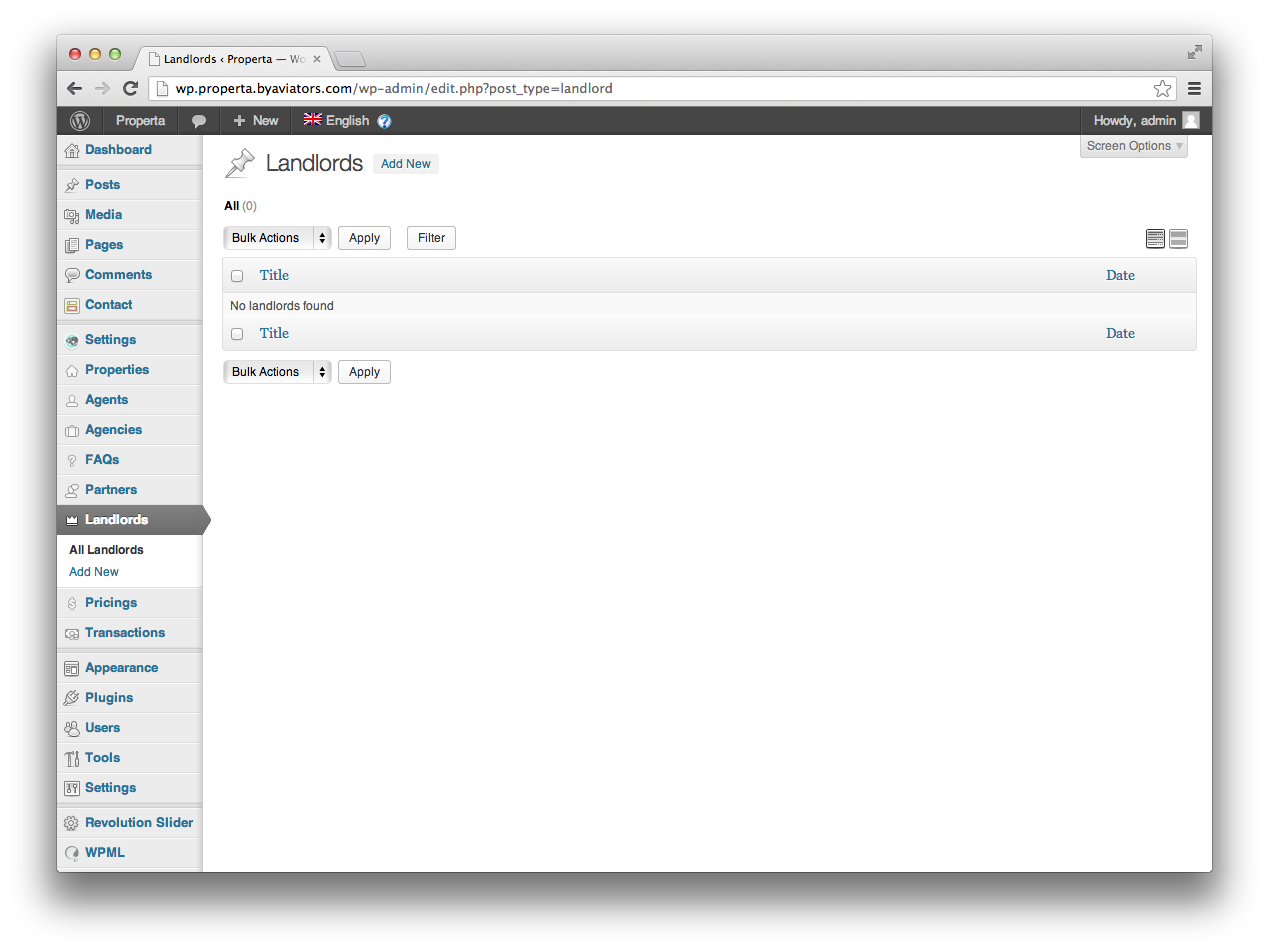 Landlords ‹ Properta — Wo
wp.properta.byaviators.com/wp-admin/edit.php?post_type=landlord
Properta New English Howdy, admin
Screen Options
Dashboard
Posts
Media
Pages
Comments
Contact
Settings
Properties
Agents
Agencies
FAQs
Partners
Landlords
All Landlords
Add New
Pricings
Transactions
Appearance
Plugins
Users
Tools
Settings
Revolution Slider
WPML
Landlords Add New
All (0)
Bulk Actions Apply Filter
Title Date
No landlords found
Title Date
Bulk Actions Apply